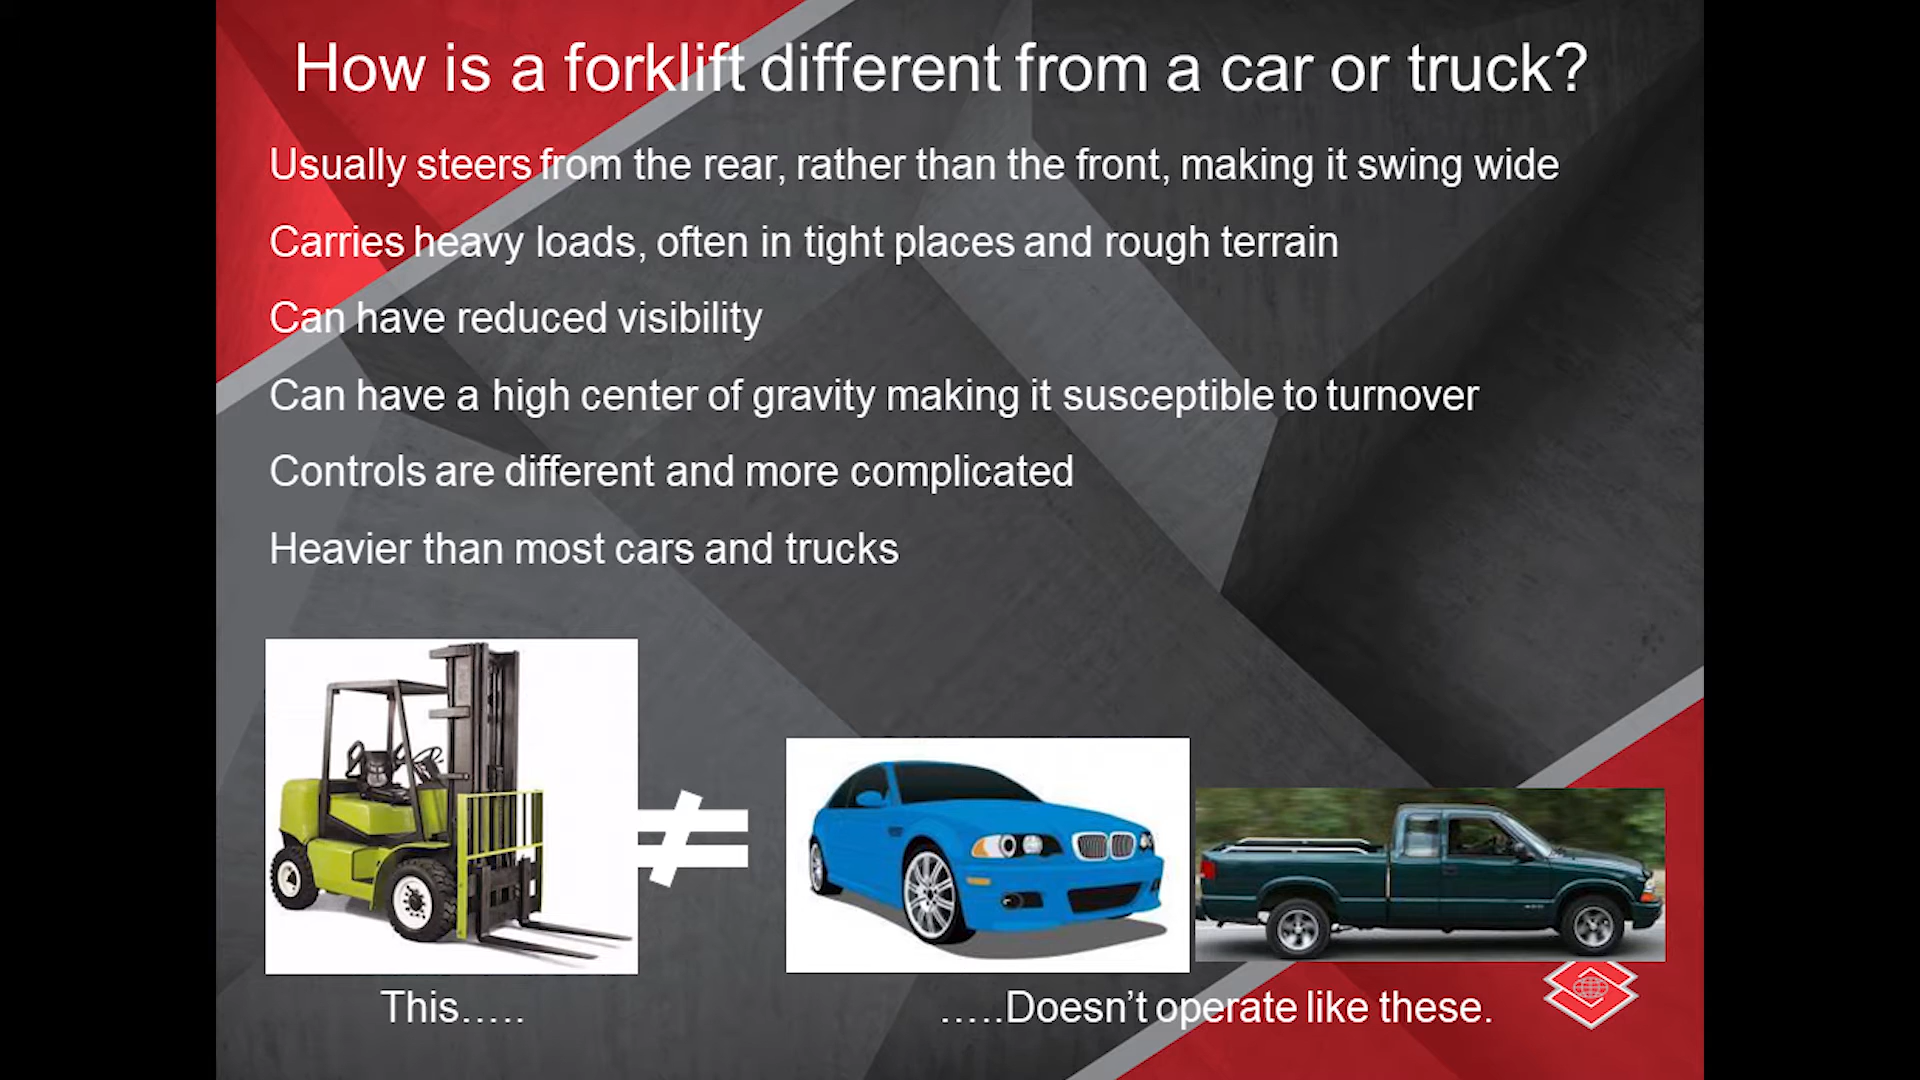 How is a forklift different from a car or truck?
Usually steers from the rear, rather than the front, making it swing wide
Carries heavy loads, often in tight places and rough terrain
Can have reduced visibility
Can have a high center of gravity making it susceptible to turnover
Controls are different and more complicated
Heavier than most cars and trucks
≠
This.....
.....Doesn’t operate like these.